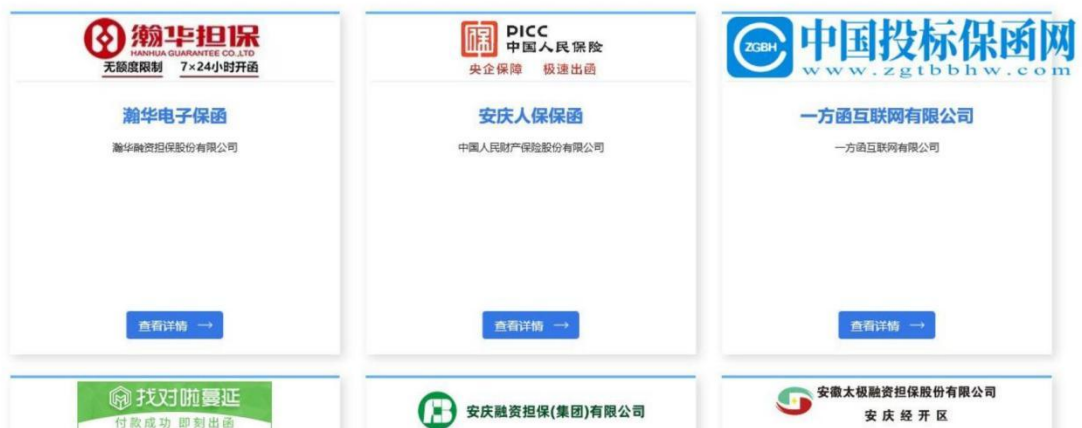 瀚华担保
HANHUA GUARANTEE CO.,LTD
无额度限制 7×24小时开函
瀚华电子保函
瀚华融资担保股份有限公司
查看详情 →
保 PICC
中国人民保险
央企保障 极速出函
安庆人保保函
中国人民财产保险股份有限公司
查看详情 →
ZGBH 中国投标保函网
www.zgtbbhw.com
一方函互联网有限公司
一方函互联网有限公司
查看详情 →
找对啦蔓延
付款成功 即刻出函
安庆融资担保(集团)有限公司
安徽太极融资担保股份有限公司
安庆经开区